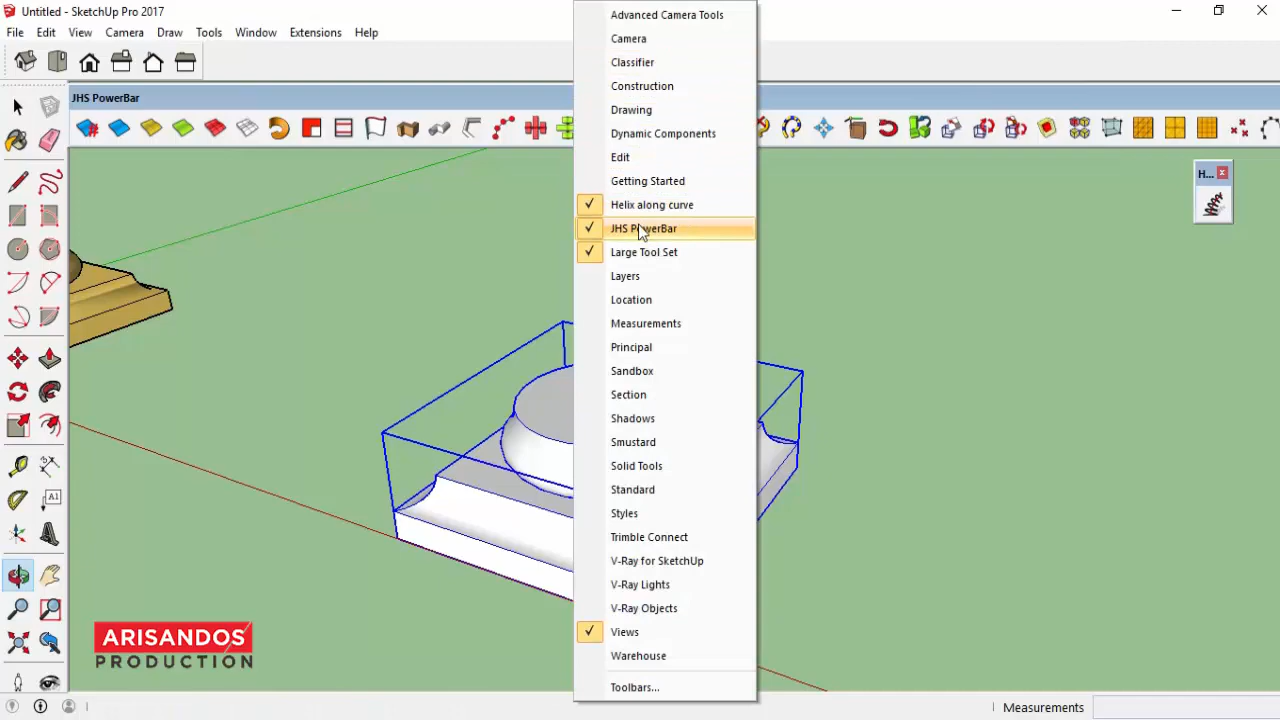 Untitled - SketchUp Pro 2017
File Edit View Camera Draw Tools Window Extensions Help
JHS PowerBar
H...
A1
Advanced Camera Tools
Camera
Classifier
Construction
Drawing
Dynamic Components
Edit
Getting Started
Helix along curve
JHS PowerBar
Large Tool Set
Layers
Location
Measurements
Principal
Sandbox
Section
Shadows
Smustard
Solid Tools
Standard
Styles
Trimble Connect
V-Ray for SketchUp
V-Ray Lights
V-Ray Objects
Views
Warehouse
Toolbars...
ARISANDOS
PRODUCTION
Measurements